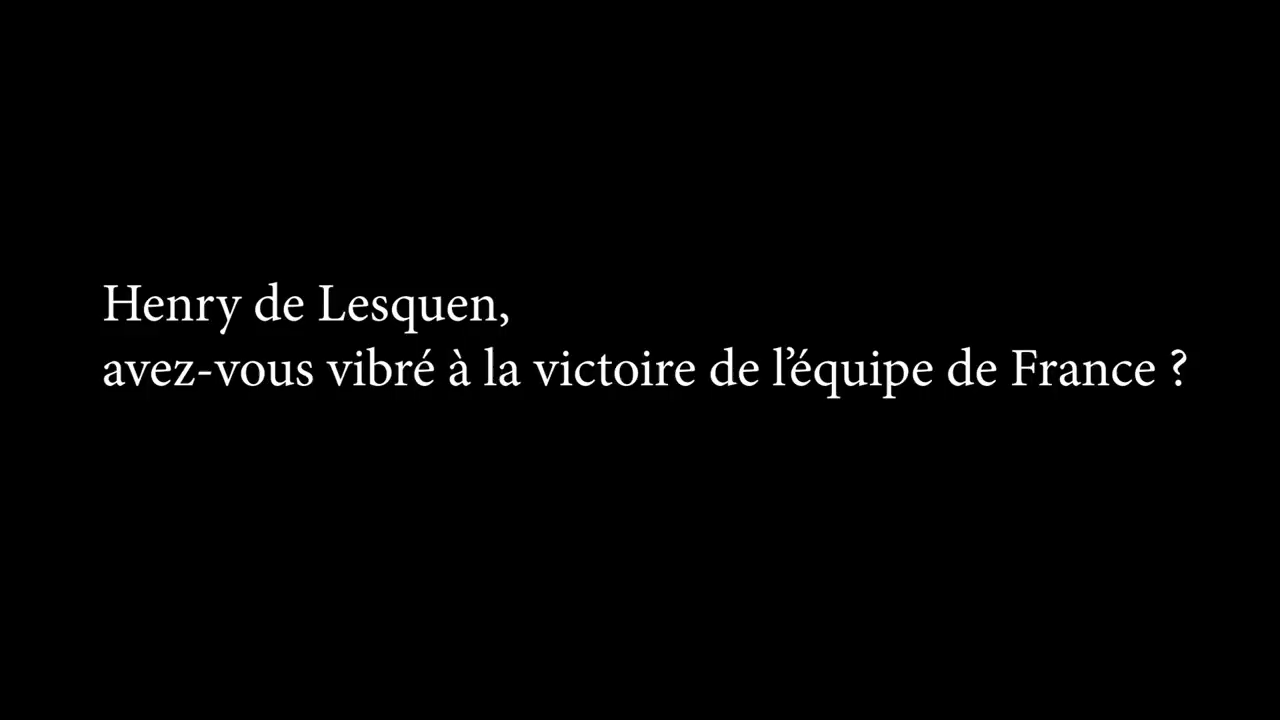 Henry de Lesquen,
avez-vous vibré à la victoire de l’équipe de France ?